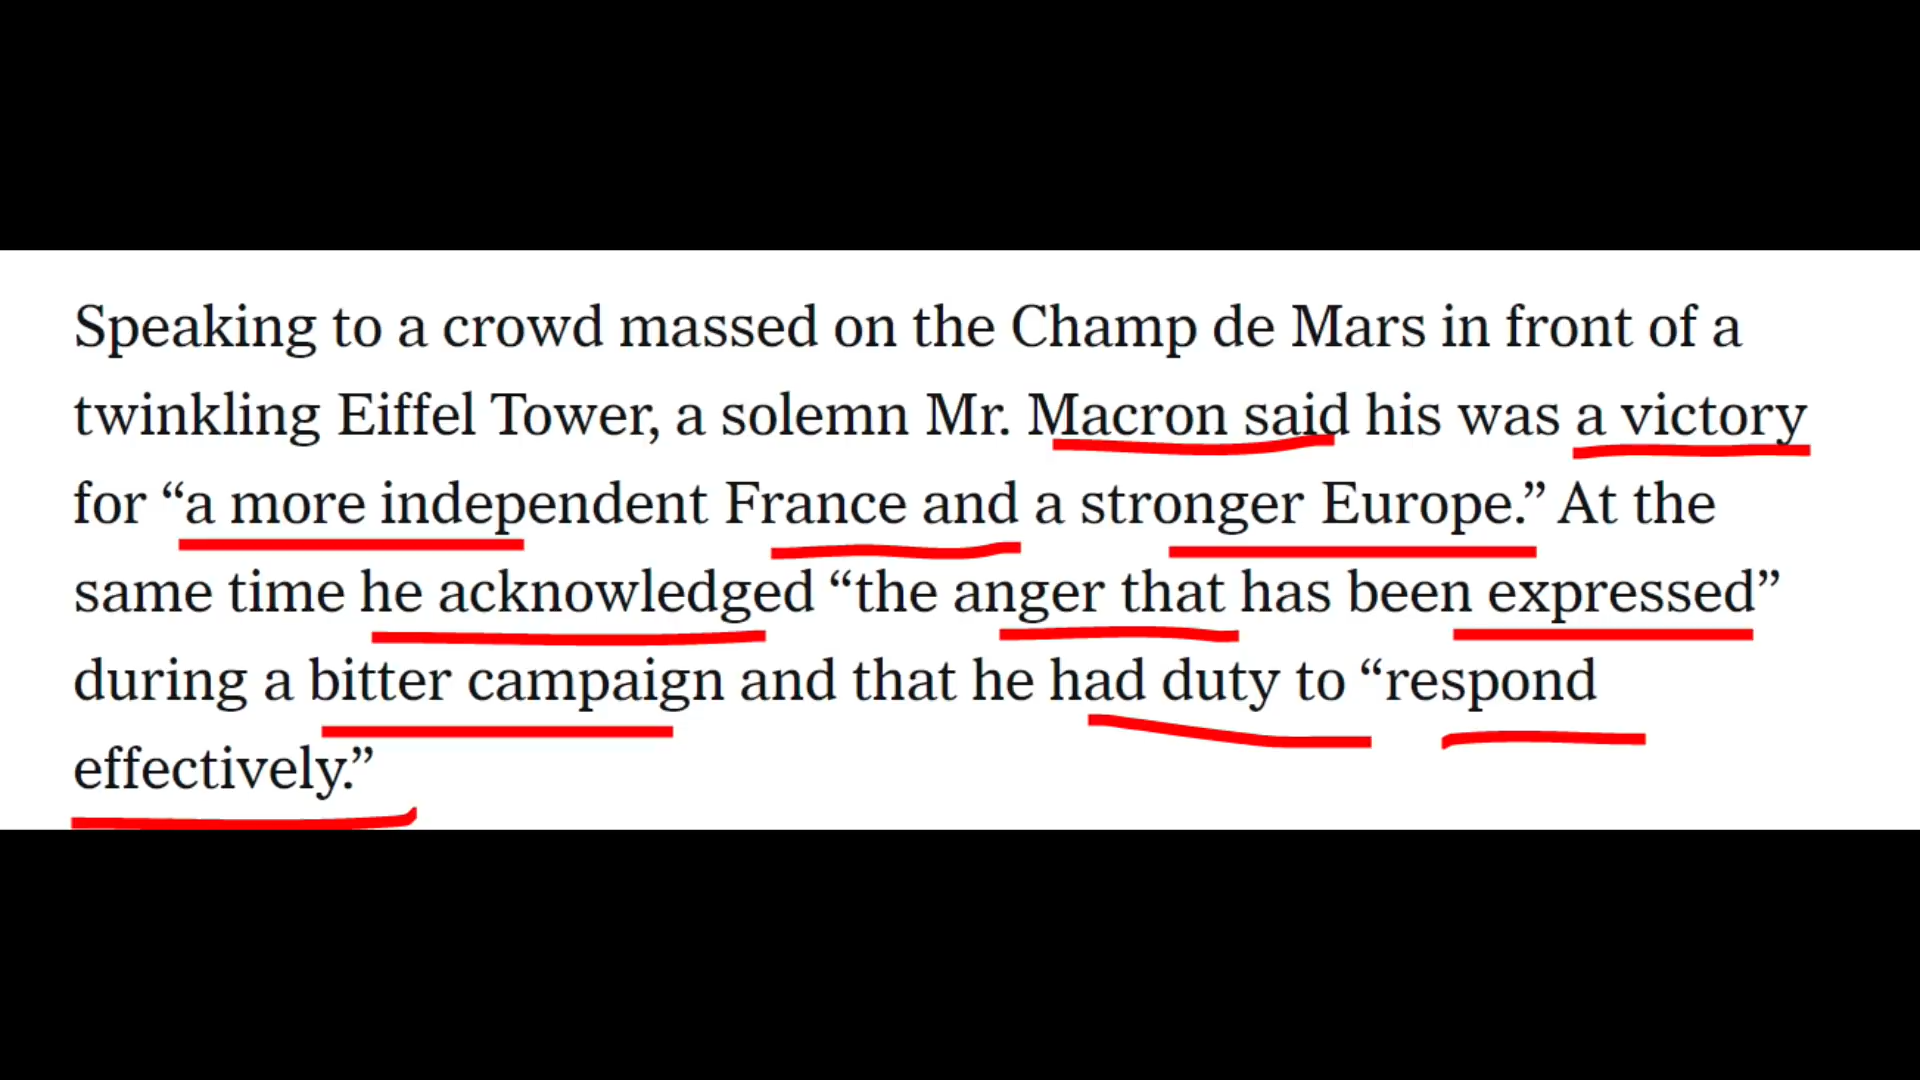 Speaking to a crowd massed on the Champ de Mars in front of a
twinkling Eiffel Tower, a solemn Mr. Macron said his was a victory
for “a more independent France and a stronger Europe.” At the
same time he acknowledged “the anger that has been expressed”
during a bitter campaign and that he had duty to “respond
effectively.”